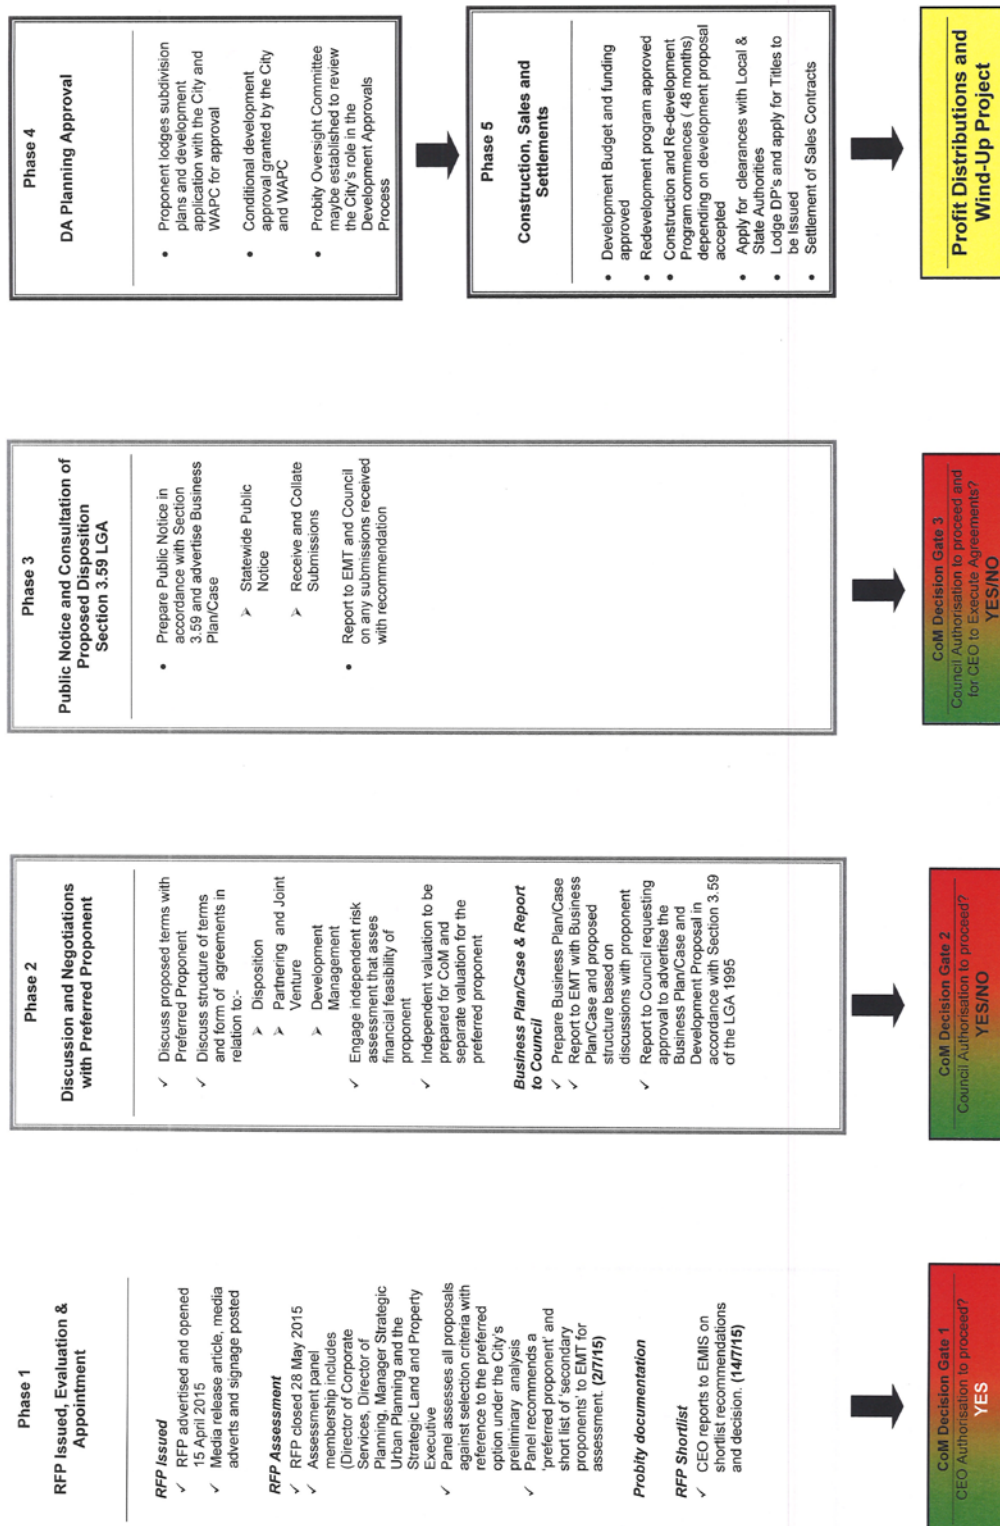 Phase 1
RFP Issued, Evaluation &
Appointment
RFP Issued
✓ RFP advertised and opened
15 April 2015
✓ Media release article, media
adverts and signage posted
RFP Assessment
✓ RFP closed 28 May 2015
✓ Assessment panel
membership includes
(Director of Corporate
Services, Director of
Planning, Manager Strategic
Urban Planning and the
Strategic Land and Property
Executive
✓ Panel assesses all proposals
against selection criteria with
reference to the preferred
option under the City's
preliminary analysis
✓ Panel recommends a
'preferred proponent' and
short list of 'secondary
proponents' to EMT for
assessment. (2/7/15)
Probity documentation
RFP Shortlist
✓ CEO reports to EMIS on
shortlist recommendations
and decision. (14/7/15)
CoM Decision Gate 1
CEO Authorisation to proceed?
YES
Phase 2
Discussion and Negotiations
with Preferred Proponent
✓ Discuss proposed terms with
Preferred Proponent
✓ Discuss structure of terms
and form of agreements in
relation to:-
➢ Disposition
➢ Partnering and Joint
Venture
➢ Development
Management
✓ Engage independent risk
assessment that asses
financial feasibility of
proponent
✓ Independent valuation to be
prepared for CoM and
separate valuation for the
preferred proponent
Business Plan/Case & Report
to Council
✓ Prepare Business Plan/Case
✓ Report to EMT with Business
Plan/Case and proposed
structure based on
discussions with proponent
✓ Report to Council requesting
approval to advertise the
Business Plan/Case and
Development Proposal in
accordance with Section 3.59
of the LGA 1995
CoM Decision Gate 2
Council Authorisation to proceed?
YES/NO
Phase 3
Public Notice and Consultation of
Proposed Disposition
Section 3.59 LGA
• Prepare Public Notice in
accordance with Section
3.59 and advertise Business
Plan/Case
➢ Statewide Public
Notice
➢ Receive and Collate
Submissions
• Report to EMT and Council
on any submissions received
with recommendation
CoM Decision Gate 3
Council Authorisation to proceed and
for CEO to Execute Agreements?
YES/NO
Phase 4
DA Planning Approval
• Proponent lodges subdivision
plans and development
application with the City and
WAPC for approval
• Conditional development
approval granted by the City
and WAPC
• Probity Oversight Committee
maybe established to review
the City's role in the
Development Approvals
Process
Phase 5
Construction, Sales and
Settlements
• Development Budget and funding
approved
• Redevelopment program approved
• Construction and Re-development
Program commences ( 48 months)
depending on development proposal
accepted
• Apply for clearances with Local &
State Authorities
• Lodge DP's and apply for Titles to
be Issued
• Settlement of Sales Contracts
Profit Distributions and
Wind-Up Project